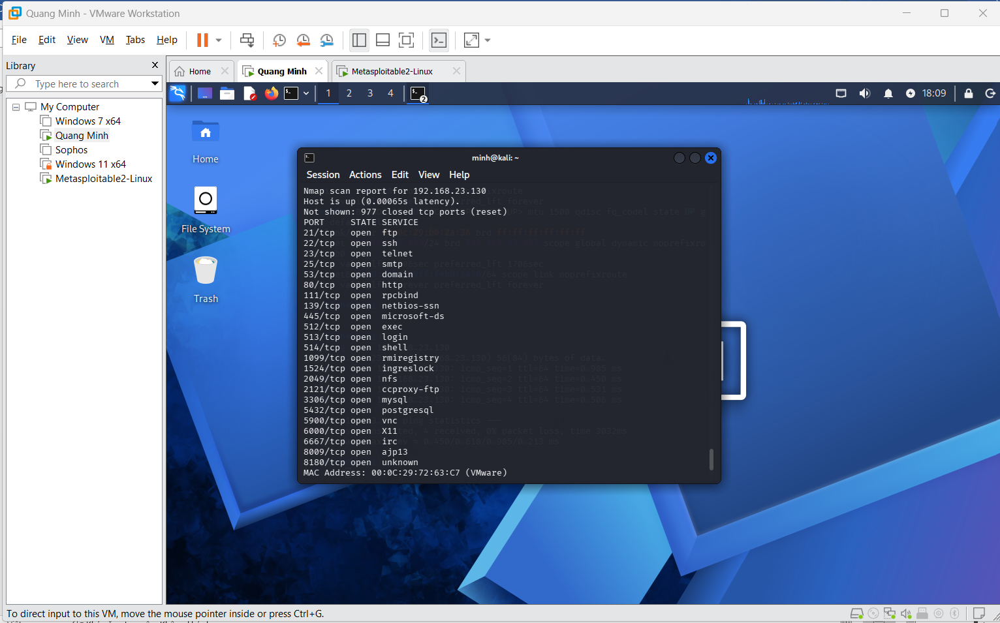 Quang Minh - VMware Workstation
File Edit View VM Tabs Help
Library
Type here to search
My Computer
Windows 7 x64
Quang Minh
Sophos
Windows 11 x64
Metasploitable2-Linux
Home Quang Minh Metasploitable2-Linux
1 2 3 4 2 18:09
Home
File System
Trash
minh@kali: ~
Session Actions Edit View Help
Nmap scan report for 192.168.23.130
Host is up (0.00065s latency).
Not shown: 977 closed tcp ports (reset)
PORT STATE SERVICE
21/tcp open ftp
22/tcp open ssh
23/tcp open telnet
25/tcp open smtp
53/tcp open domain
80/tcp open http
111/tcp open rpcbind
139/tcp open netbios-ssn
445/tcp open microsoft-ds
512/tcp open exec
513/tcp open login
514/tcp open shell
1099/tcp open rmiregistry
1524/tcp open ingreslock
2049/tcp open nfs
2121/tcp open ccproxy-ftp
3306/tcp open mysql
5432/tcp open postgresql
5900/tcp open vnc
6000/tcp open X11
6667/tcp open irc
8009/tcp open ajp13
8180/tcp open unknown
MAC Address: 00:0C:29:72:63:C7 (VMware)
To direct input to this VM, move the mouse pointer inside or press Ctrl+G.